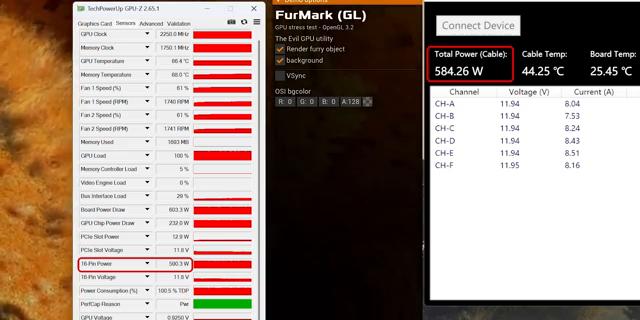 TechPowerUp GPU-Z 2.65.1
Graphics Card Sensors Advanced Validation
GPU Clock 2250.0 MHz
Memory Clock 1750.1 MHz
GPU Temperature 66.4 °C
Memory Temperature 68.0 °C
Fan 1 Speed (%) 61 %
Fan 1 Speed (RPM) 1740 RPM
Fan 2 Speed (%) 61 %
Fan 2 Speed (RPM) 1741 RPM
Memory Used 1693 MB
GPU Load 100 %
Memory Controller Load 5 %
Video Engine Load 0 %
Bus Interface Load 29 %
Board Power Draw 603.3 W
GPU Chip Power Draw 232.0 W
PCIe Slot Power 12.9 W
PCIe Slot Voltage 11.8 V
16-Pin Power 590.3 W
16-Pin Voltage 11.8 V
Power Consumption (%) 100.5 % TDP
PerfCap Reason Pwr
GPU Voltage 0.9250 V
Demo options
FurMark (GL)
GPU stress test - OpenGL 3.2
The Evil GPU utility
Render furry object
background
VSync
OSI bgcolor
R: 0 G: 0 B: 0 A:128
Connect Device
Total Power (Cable): Cable Temp: Board Temp:
584.26 W 44.25 ℃ 25.45 ℃
Channel Voltage (V) Current (A)
CH-A 11.94 8.04
CH-B 11.94 7.53
CH-C 11.94 8.24
CH-D 11.94 8.43
CH-E 11.94 8.51
CH-F 11.95 8.16